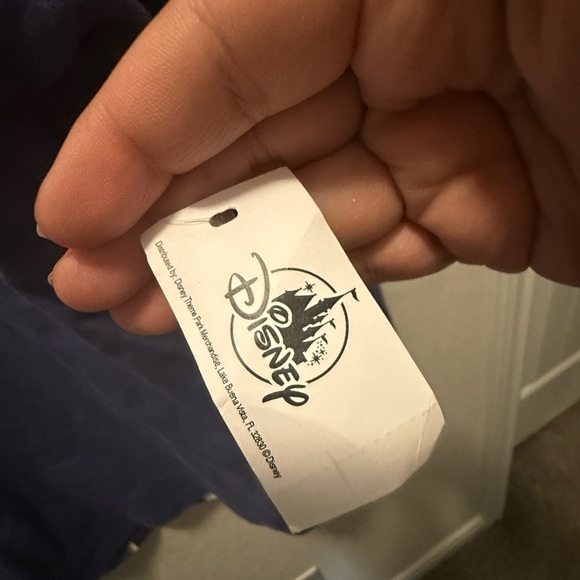 DISNEY
Distributed by: Disney Theme Park Merchandise, Lake Buena Vista, FL 32830 © Disney